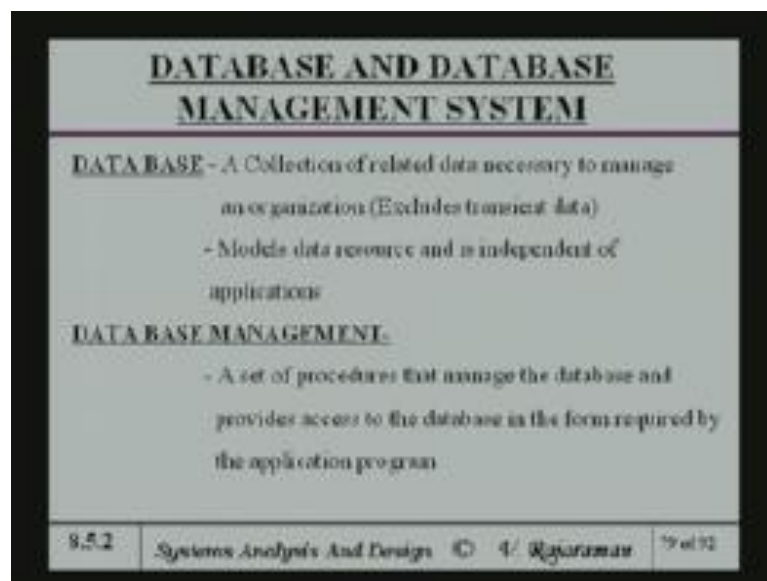 DATABASE AND DATABASE
MANAGEMENT SYSTEM
DATA BASE - A Collection of related data necessary to manage
an organization (Excludes transient data)
- Models data resource and is independent of
applications
DATA BASE MANAGEMENT-
- A set of procedures that manage the database and
provides access to the database in the form required by
the application program
8.5.2
Systems Analysis And Design © V. Rajaraman
of 92